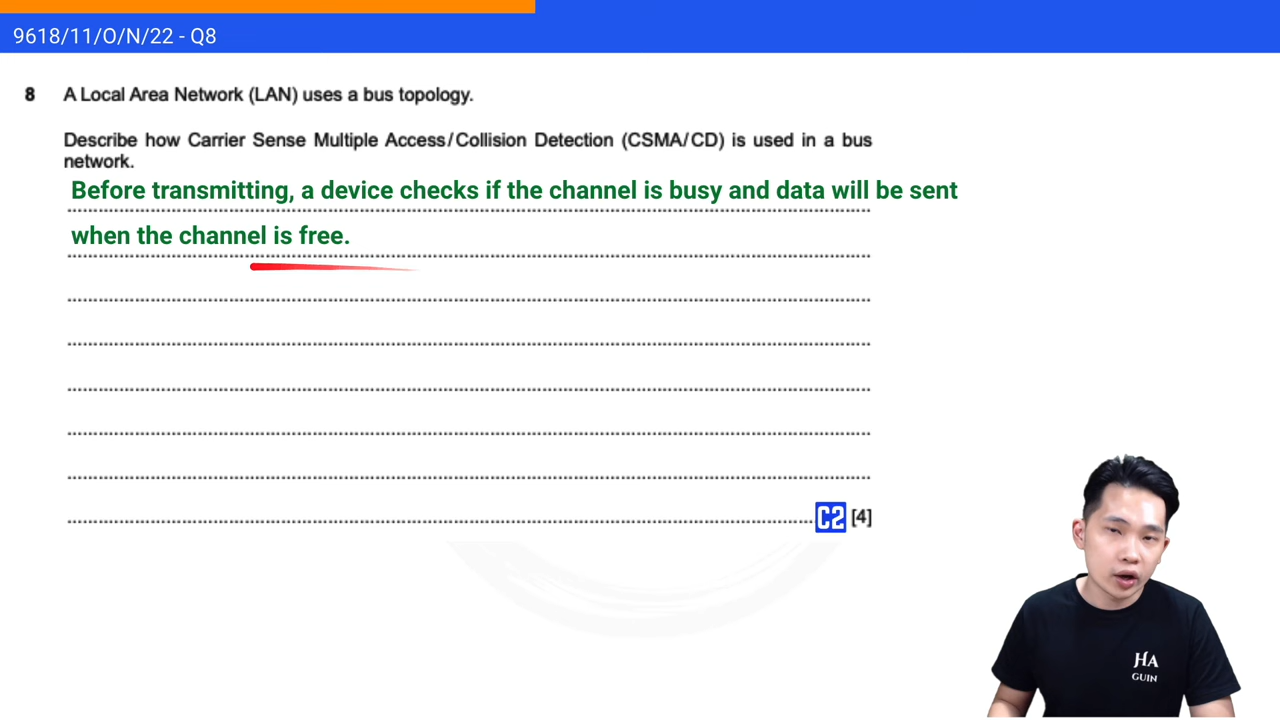 9618/11/O/N/22 - Q8
8 A Local Area Network (LAN) uses a bus topology.
Describe how Carrier Sense Multiple Access/Collision Detection (CSMA/CD) is used in a bus
network.
Before transmitting, a device checks if the channel is busy and data will be sent
when the channel is free.
C2 [4]
HA
GUIN